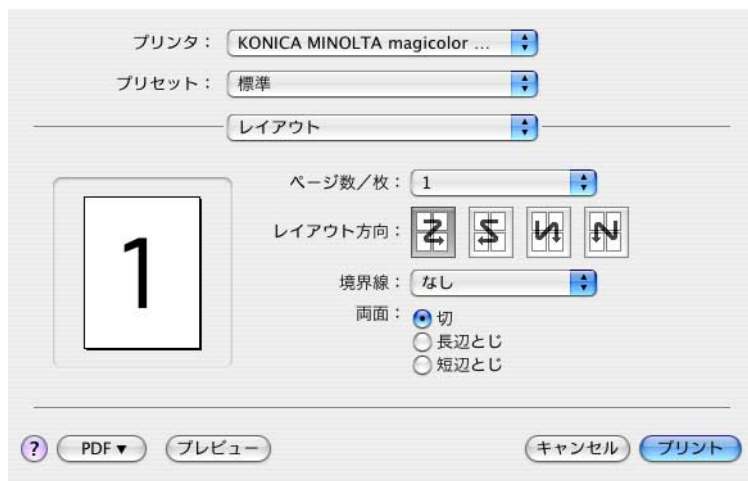 プリンタ： KONICA MINOLTA magicolor ...
プリセット： 標準
レイアウト
ページ数／枚： 1
レイアウト方向：
1
境界線： なし
両面： 切
長辺とじ
短辺とじ
? PDF▼ プレビュー キャンセル プリント